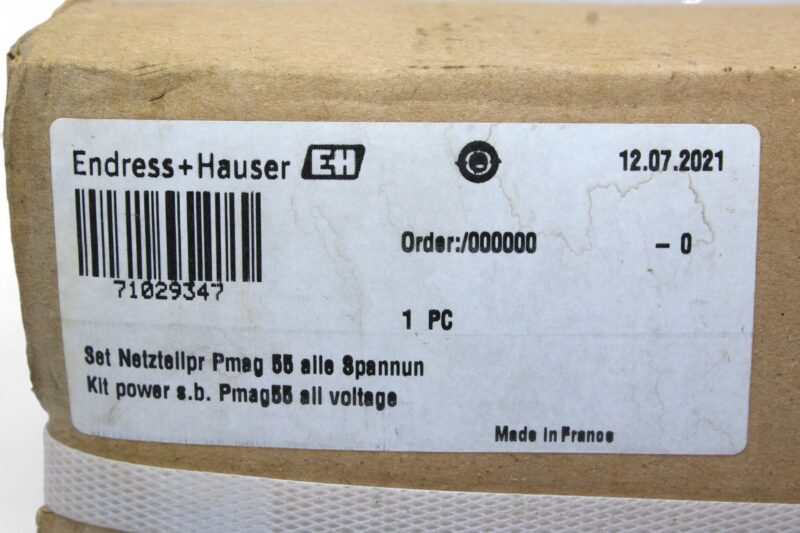 Endress+Hauser EH
12.07.2021
71029347
Order:/000000 - 0
1 PC
Set Netzteilpr Pmag 55 alle Spannun
Kit power s.b. Pmag55 all voltage
Made in France